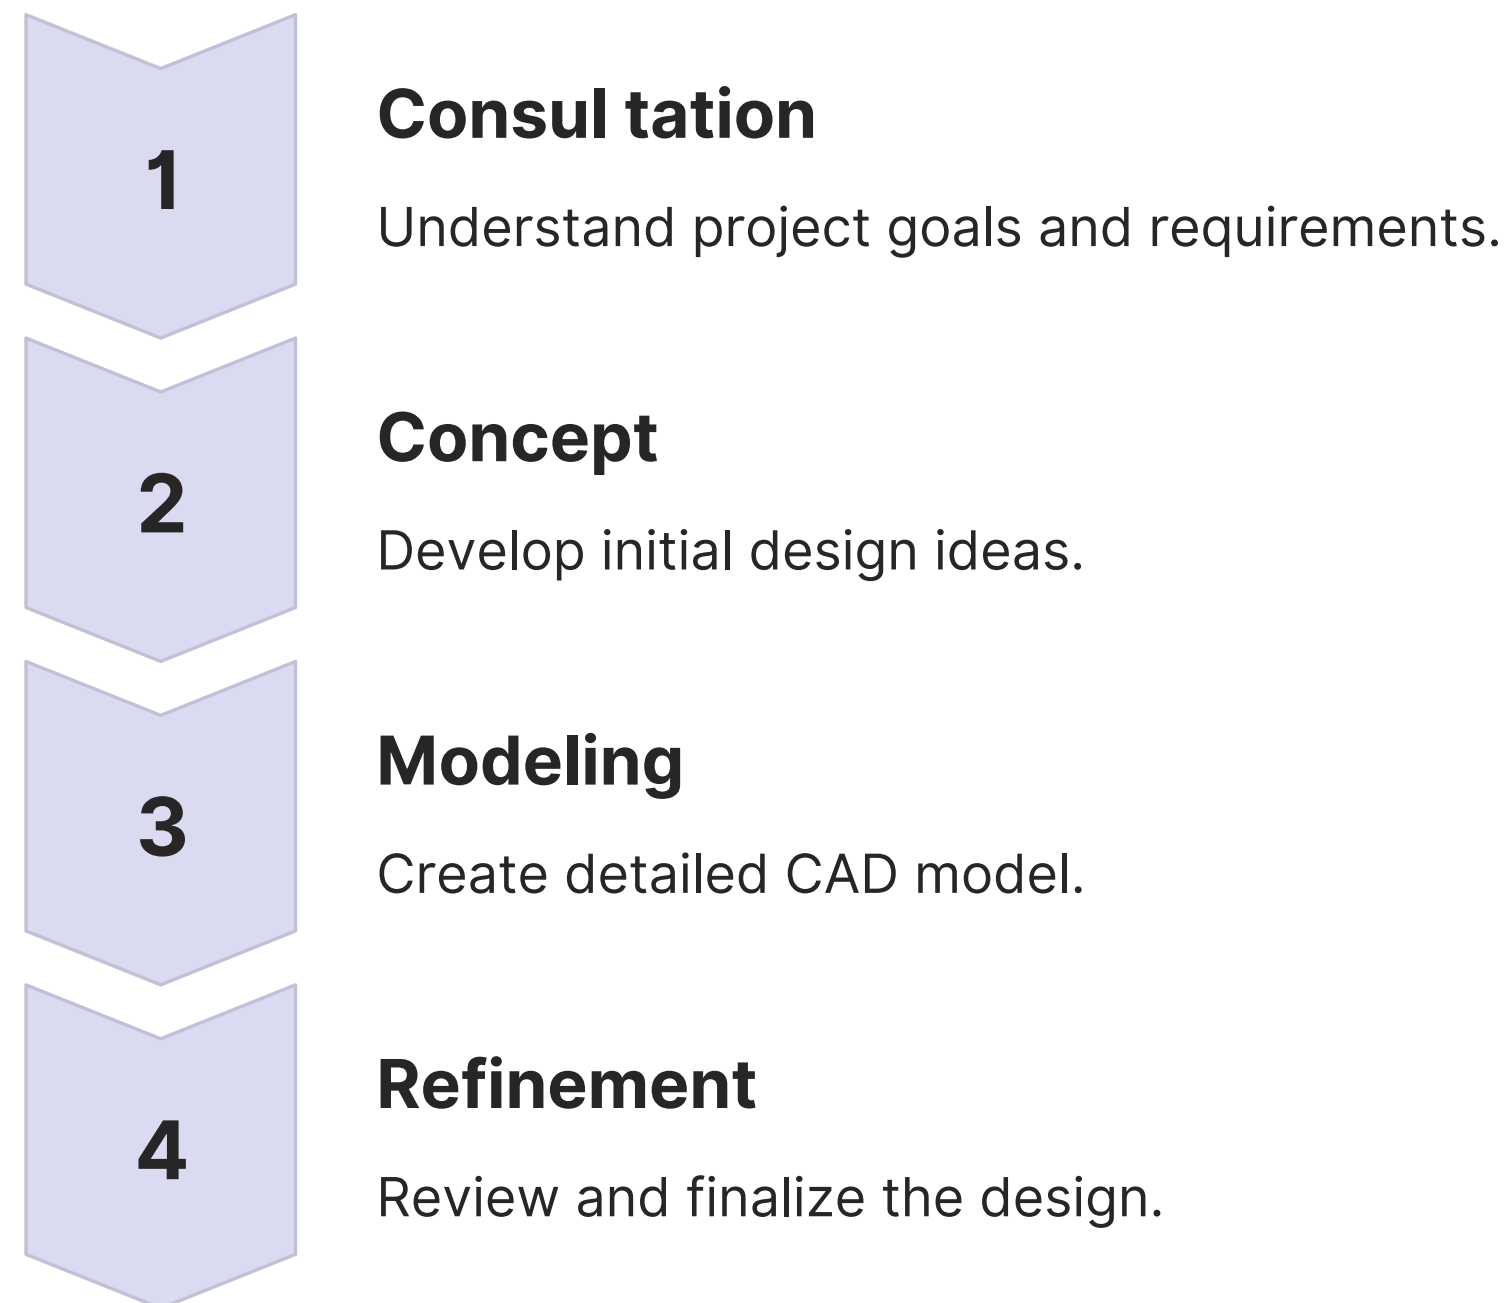 1
Consul tation
Understand project goals and requirements.
2
Concept
Develop initial design ideas.
3
Modeling
Create detailed CAD model.
4
Refinement
Review and finalize the design.